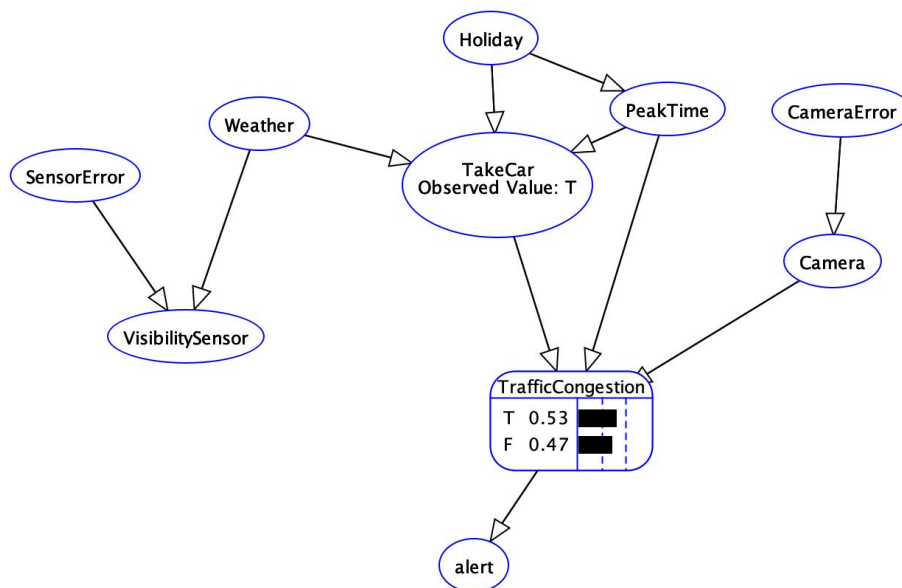 Holiday
PeakTime
CameraError
Weather
TakeCar
Observed Value: T
SensorError
Camera
VisibilitySensor
TrafficCongestion
T 0.53
F 0.47
alert